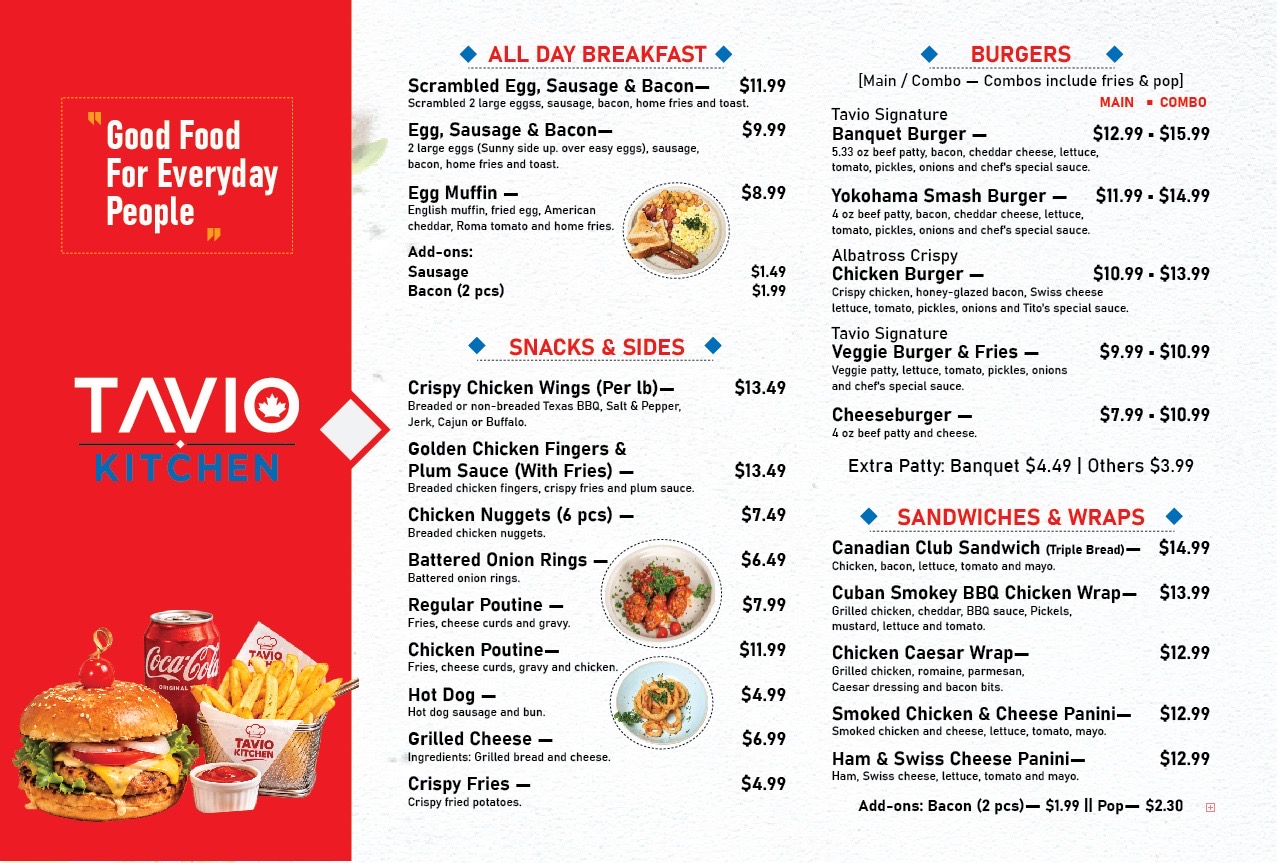 "Good Food
For Everyday
People"
TAVIO
KITCHEN
Coca-Cola
ORIGINAL
TAVIO
KITCHEN
TAVIO
KITCHEN
ALL DAY BREAKFAST
Scrambled Egg, Sausage & Bacon— $11.99
Scrambled 2 large eggss, sausage, bacon, home fries and toast.
Egg, Sausage & Bacon— $9.99
2 large eggs (Sunny side up. over easy eggs), sausage,
bacon, home fries and toast.
Egg Muffin — $8.99
English muffin, fried egg, American
cheddar, Roma tomato and home fries.
Add-ons:
Sausage $1.49
Bacon (2 pcs) $1.99
SNACKS & SIDES
Crispy Chicken Wings (Per lb)— $13.49
Breaded or non-breaded Texas BBQ, Salt & Pepper,
Jerk, Cajun or Buffalo.
Golden Chicken Fingers &
Plum Sauce (With Fries) — $13.49
Breaded chicken fingers, crispy fries and plum sauce.
Chicken Nuggets (6 pcs) — $7.49
Breaded chicken nuggets.
Battered Onion Rings — $6.49
Battered onion rings.
Regular Poutine — $7.99
Fries, cheese curds and gravy.
Chicken Poutine— $11.99
Fries, cheese curds, gravy and chicken.
Hot Dog — $4.99
Hot dog sausage and bun.
Grilled Cheese — $6.99
Ingredients: Grilled bread and cheese.
Crispy Fries — $4.99
Crispy fried potatoes.
BURGERS
[Main / Combo — Combos include fries & pop]
MAIN ▪ COMBO
Tavio Signature
Banquet Burger — $12.99 ▪ $15.99
5.33 oz beef patty, bacon, cheddar cheese, lettuce,
tomato, pickles, onions and chef's special sauce.
Yokohama Smash Burger — $11.99 ▪ $14.99
4 oz beef patty, bacon, cheddar cheese, lettuce,
tomato, pickles, onions and chef's special sauce.
Albatross Crispy
Chicken Burger — $10.99 ▪ $13.99
Crispy chicken, honey-glazed bacon, Swiss cheese
lettuce, tomato, pickles, onions and Tito's special sauce.
Tavio Signature
Veggie Burger & Fries — $9.99 ▪ $10.99
Veggie patty, lettuce, tomato, pickles, onions
and chef's special sauce.
Cheeseburger — $7.99 ▪ $10.99
4 oz beef patty and cheese.
Extra Patty: Banquet $4.49 | Others $3.99
SANDWICHES & WRAPS
Canadian Club Sandwich (Triple Bread)— $14.99
Chicken, bacon, lettuce, tomato and mayo.
Cuban Smokey BBQ Chicken Wrap— $13.99
Grilled chicken, cheddar, BBQ sauce, Pickels,
mustard, lettuce and tomato.
Chicken Caesar Wrap— $12.99
Grilled chicken, romaine, parmesan,
Caesar dressing and bacon bits.
Smoked Chicken & Cheese Panini— $12.99
Smoked chicken and cheese, lettuce, tomato, mayo.
Ham & Swiss Cheese Panini— $12.99
Ham, Swiss cheese, lettuce, tomato and mayo.
Add-ons: Bacon (2 pcs)— $1.99 || Pop— $2.30